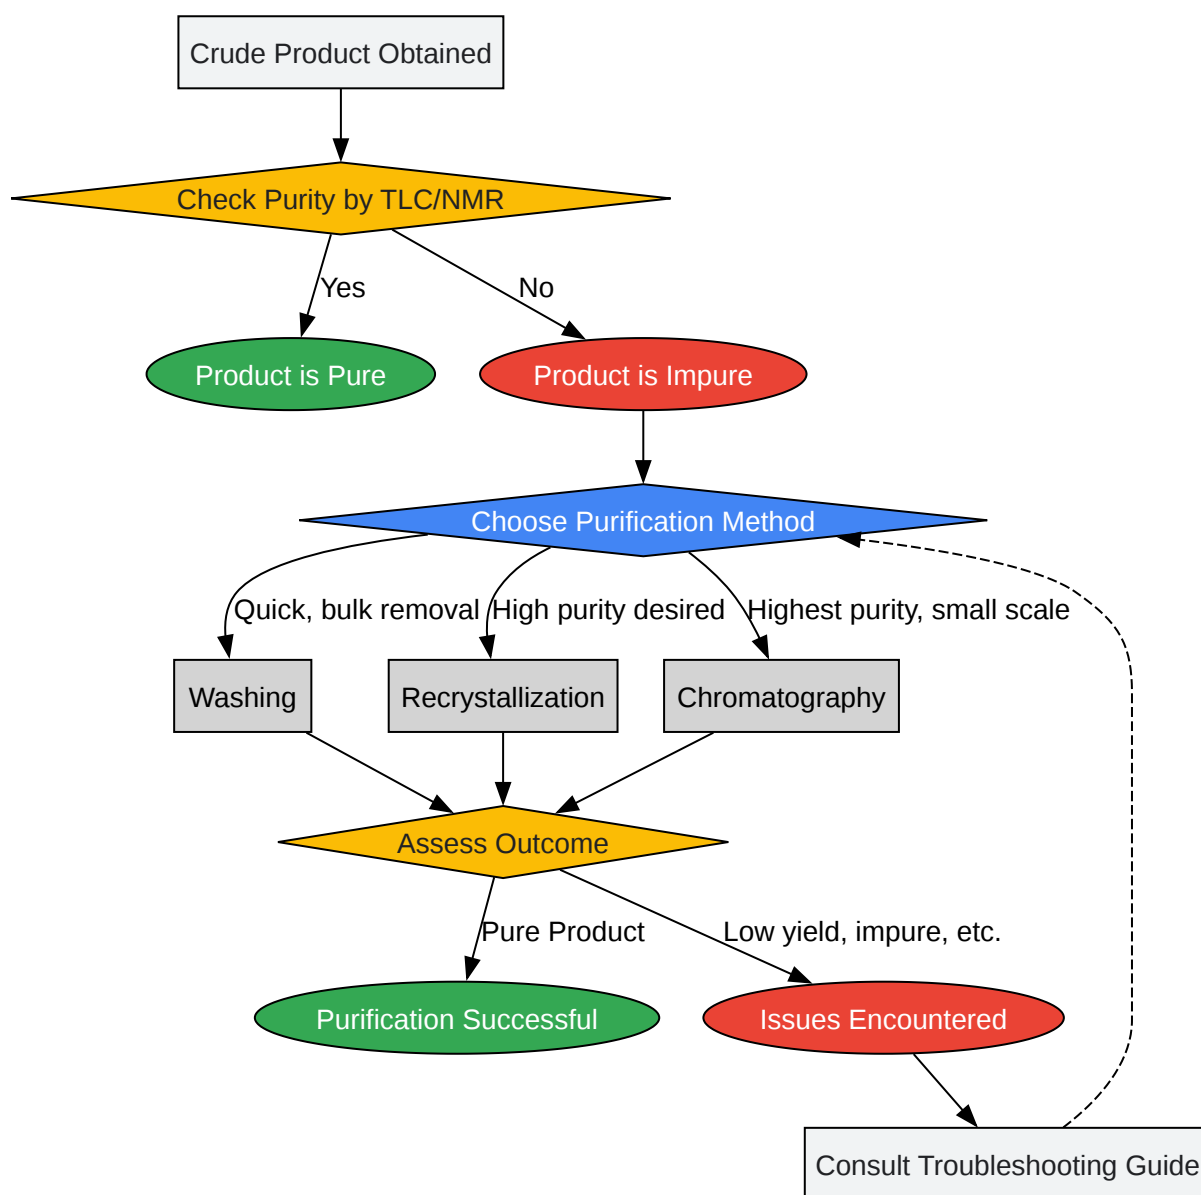 Crude Product Obtained
Check Purity by TLC/NMR
Yes
No
Product is Pure
Product is Impure
Choose Purification Method
Quick, bulk removal
High purity desired
Highest purity, small scale
Washing
Recrystallization
Chromatography
Assess Outcome
Pure Product
Low yield, impure, etc.
Purification Successful
Issues Encountered
Consult Troubleshooting Guide